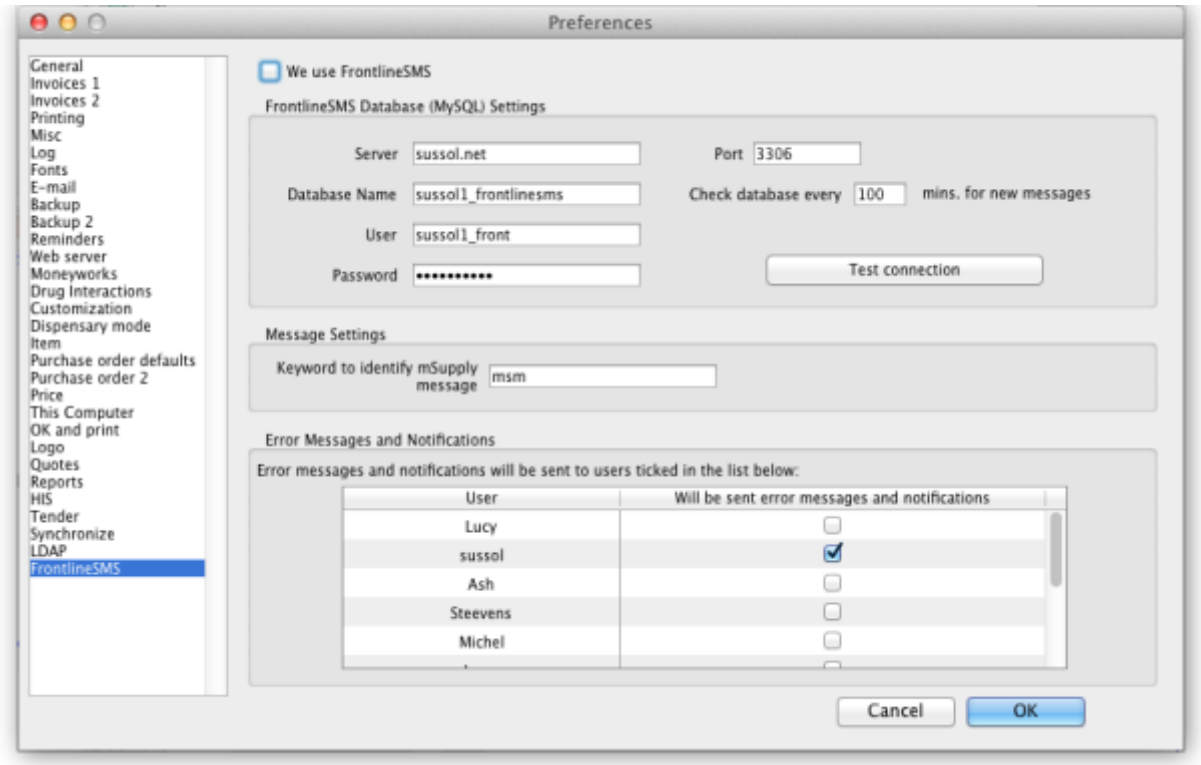 Preferences
General
Invoices 1
Invoices 2
Printing
Misc
Log
Fonts
E-mail
Backup
Backup 2
Reminders
Web server
Moneyworks
Drug Interactions
Customization
Dispensary mode
Item
Purchase order defaults
Purchase order 2
Price
This Computer
OK and print
Logo
Quotes
Reports
HIS
Tender
Synchronize
LDAP
FrontlineSMS
We use FrontlineSMS
FrontlineSMS Database (MySQL) Settings
Server sussol.net Port 3306
Database Name sussol1_frontlinesms Check database every 100 mins. for new messages
User sussol1_front
Password •••••••••• Test connection
Message Settings
Keyword to identify mSupply
message msm
Error Messages and Notifications
Error messages and notifications will be sent to users ticked in the list below:
User Will be sent error messages and notifications
Lucy
sussol
Ash
Steevens
Michel
Cancel OK